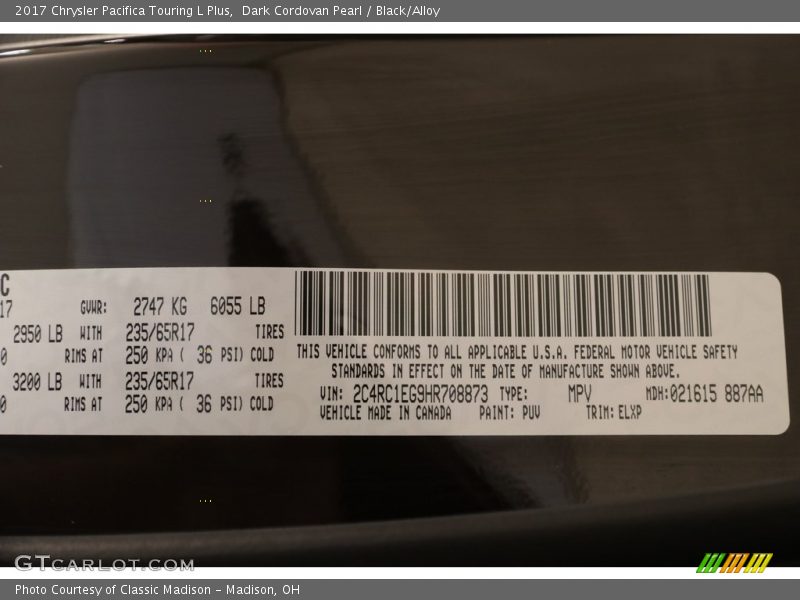 2017 Chrysler Pacifica Touring L Plus, Dark Cordovan Pearl / Black/Alloy
C
17 GVWR: 2747 KG 6055 LB
2950 LB WITH 235/65R17 TIRES
0 RIMS AT 250 KPA ( 36 PSI) COLD
3200 LB WITH 235/65R17 TIRES
0 RIMS AT 250 KPA ( 36 PSI) COLD
THIS VEHICLE CONFORMS TO ALL APPLICABLE U.S.A. FEDERAL MOTOR VEHICLE SAFETY
STANDARDS IN EFFECT ON THE DATE OF MANUFACTURE SHOWN ABOVE.
VIN: 2C4RC1EG9HR708873 TYPE: MPV MDH:021615 887AA
VEHICLE MADE IN CANADA PAINT: PUV TRIM: ELXP
GTCARLOT.COM
Photo Courtesy of Classic Madison - Madison, OH